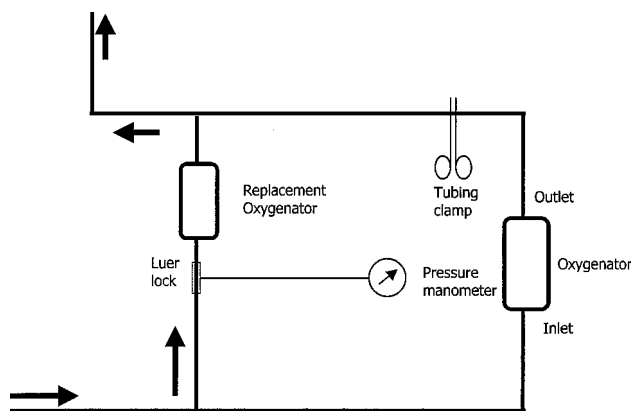 Replacement
Oxygenator
Tubing
clamp
Outlet
Luer
lock
Pressure
manometer
Oxygenator
Inlet